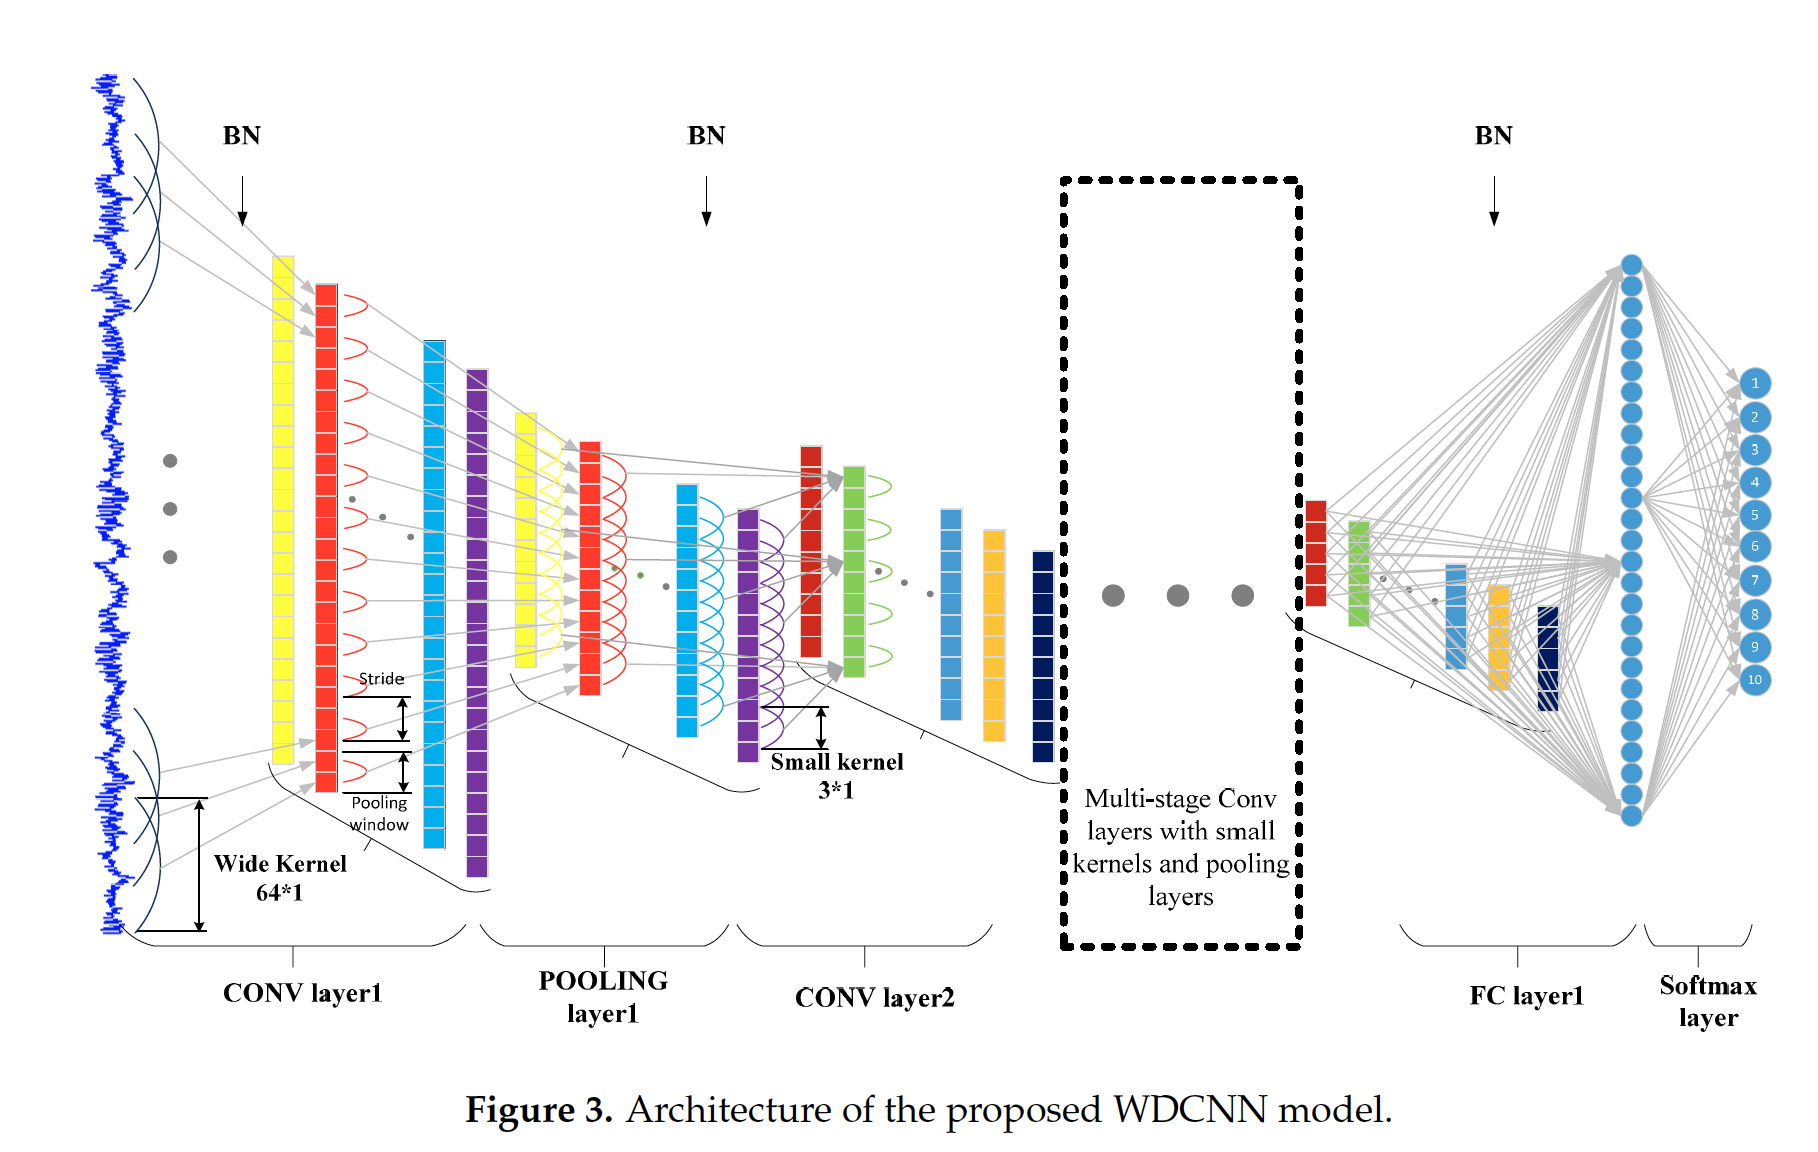 BN
BN
BN
Stride
Pooling
window
Wide Kernel
64*1
Small kernel
3*1
Multi-stage Conv
layers with small
kernels and pooling
layers
1
2
3
4
5
6
7
8
9
10
CONV layer1
POOLING
layer1
CONV layer2
FC layer1
Softmax
layer
Figure 3. Architecture of the proposed WDCNN model.